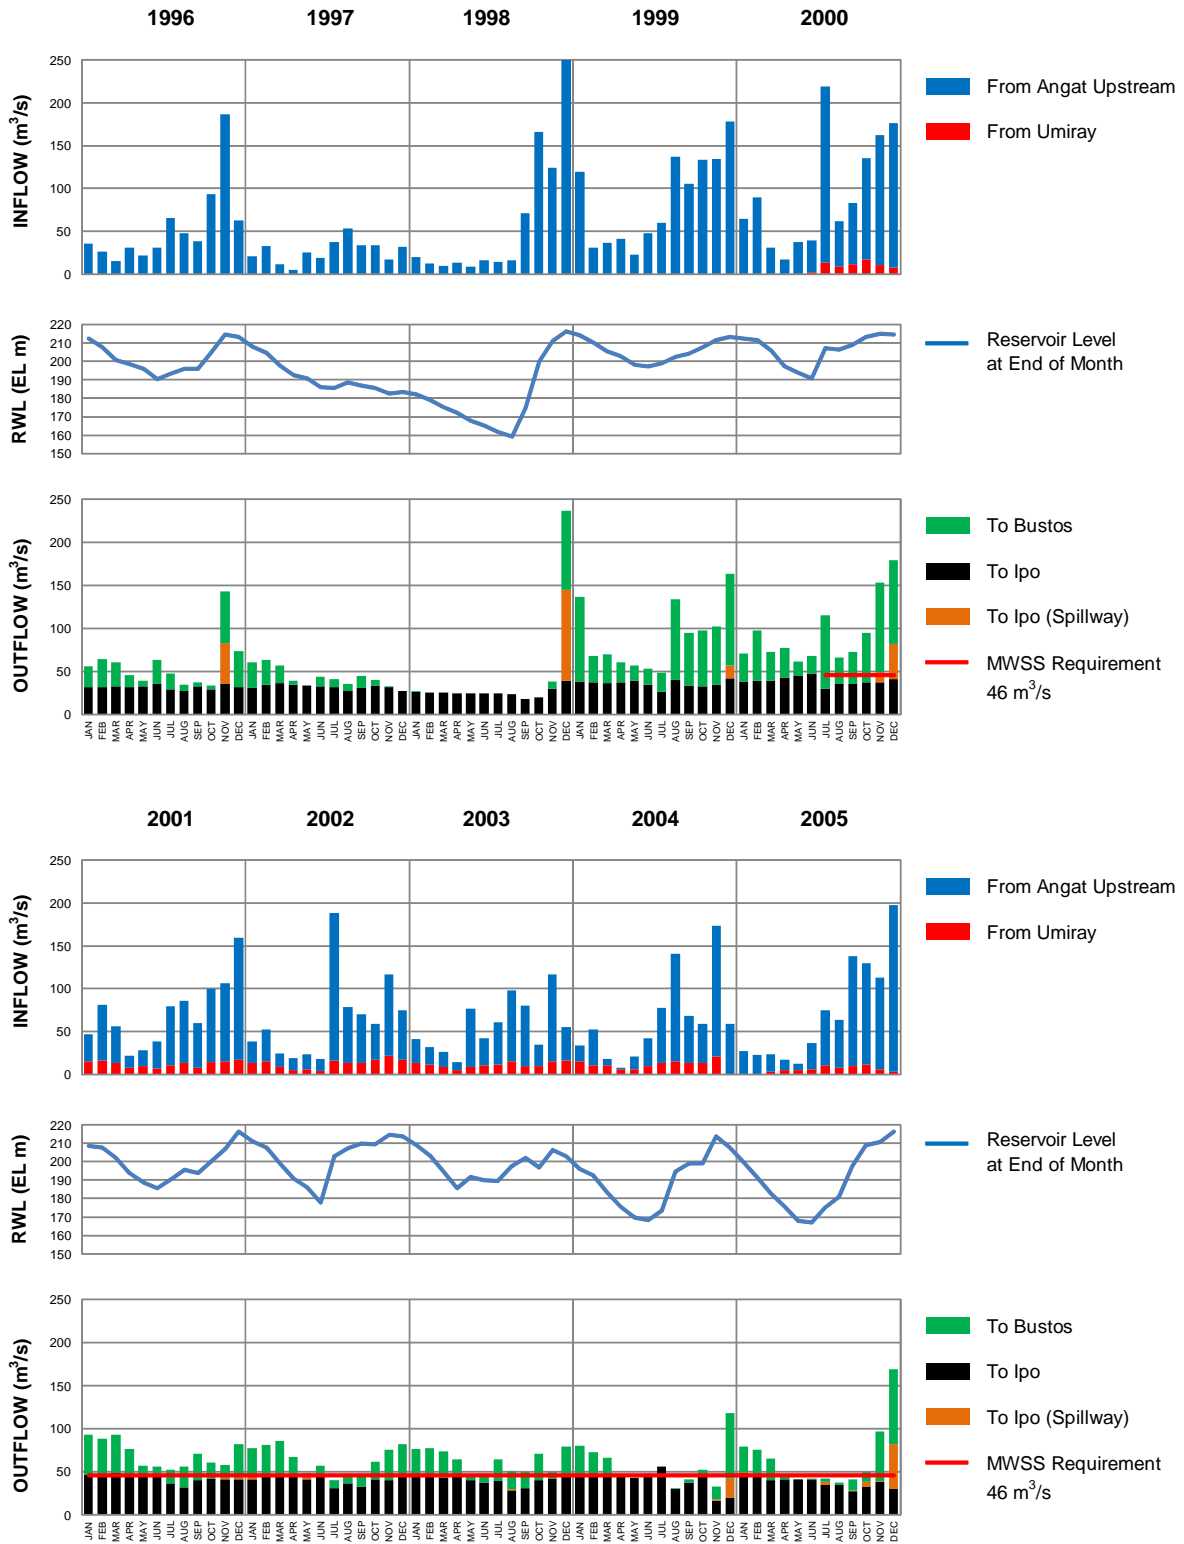 1996 1997 1998 1999 2000
INFLOW (m³/s)
250
200
150
100
50
0
From Angat Upstream
From Umiray
RWL (EL m)
220
210
200
190
180
170
160
150
Reservoir Level
at End of Month
OUTFLOW (m³/s)
250
200
150
100
50
0
To Bustos
To Ipo
To Ipo (Spillway)
MWSS Requirement
46 m³/s
JAN FEB MAR APR MAY JUN JUL AUG SEP OCT NOV DEC JAN FEB MAR APR MAY JUN JUL AUG SEP OCT NOV DEC JAN FEB MAR APR MAY JUN JUL AUG SEP OCT NOV DEC JAN FEB MAR APR MAY JUN JUL AUG SEP OCT NOV DEC JAN FEB MAR APR MAY JUN JUL AUG SEP OCT NOV DEC
2001 2002 2003 2004 2005
INFLOW (m³/s)
250
200
150
100
50
0
From Angat Upstream
From Umiray
RWL (EL m)
220
210
200
190
180
170
160
150
Reservoir Level
at End of Month
OUTFLOW (m³/s)
250
200
150
100
50
0
To Bustos
To Ipo
To Ipo (Spillway)
MWSS Requirement
46 m³/s
JAN FEB MAR APR MAY JUN JUL AUG SEP OCT NOV DEC JAN FEB MAR APR MAY JUN JUL AUG SEP OCT NOV DEC JAN FEB MAR APR MAY JUN JUL AUG SEP OCT NOV DEC JAN FEB MAR APR MAY JUN JUL AUG SEP OCT NOV DEC JAN FEB MAR APR MAY JUN JUL AUG SEP OCT NOV DEC